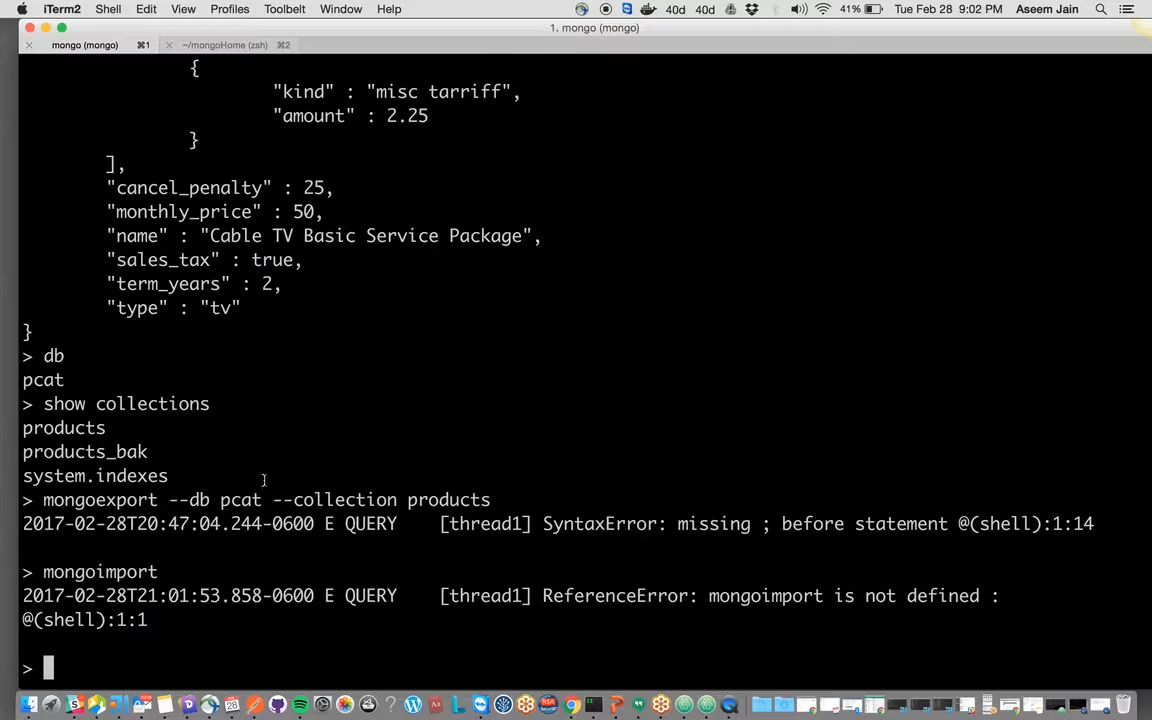 iTerm2 Shell Edit View Profiles Toolbelt Window Help 40d 40d 41% Tue Feb 28 9:02 PM Aseem Jain
1. mongo (mongo)
mongo (mongo) ⌘1 ~/mongoHome (zsh) ⌘2
{
"kind" : "misc tarriff",
"amount" : 2.25
}
],
"cancel_penalty" : 25,
"monthly_price" : 50,
"name" : "Cable TV Basic Service Package",
"sales_tax" : true,
"term_years" : 2,
"type" : "tv"
}
> db
pcat
> show collections
products
products_bak
system.indexes
> mongoexport --db pcat --collection products
2017-02-28T20:47:04.244-0600 E QUERY [thread1] SyntaxError: missing ; before statement @(shell):1:14
> mongoimport
2017-02-28T21:01:53.858-0600 E QUERY [thread1] ReferenceError: mongoimport is not defined :
@(shell):1:1
>